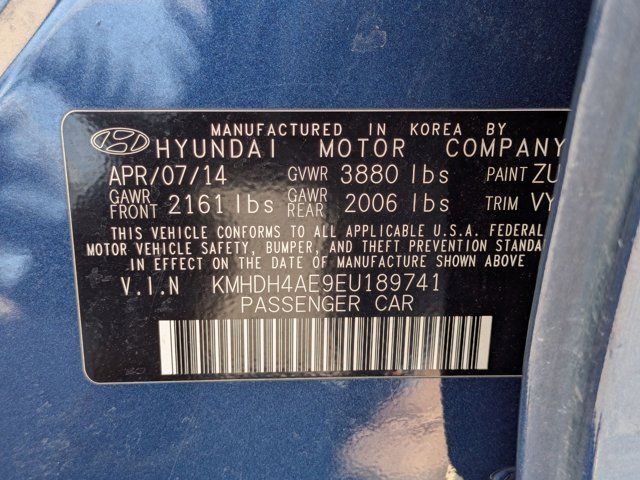 MANUFACTURED IN KOREA BY
HYUNDAI MOTOR COMPANY
APR/07/14 GVWR 3880 lbs PAINT ZU
GAWR FRONT 2161 lbs GAWR REAR 2006 lbs TRIM VY
THIS VEHICLE CONFORMS TO ALL APPLICABLE U.S.A. FEDERAL
MOTOR VEHICLE SAFETY, BUMPER, AND THEFT PREVENTION STANDA
IN EFFECT ON THE DATE OF MANUFACTURE SHOWN ABOVE
V.I.N KMHDH4AE9EU189741
PASSENGER CAR